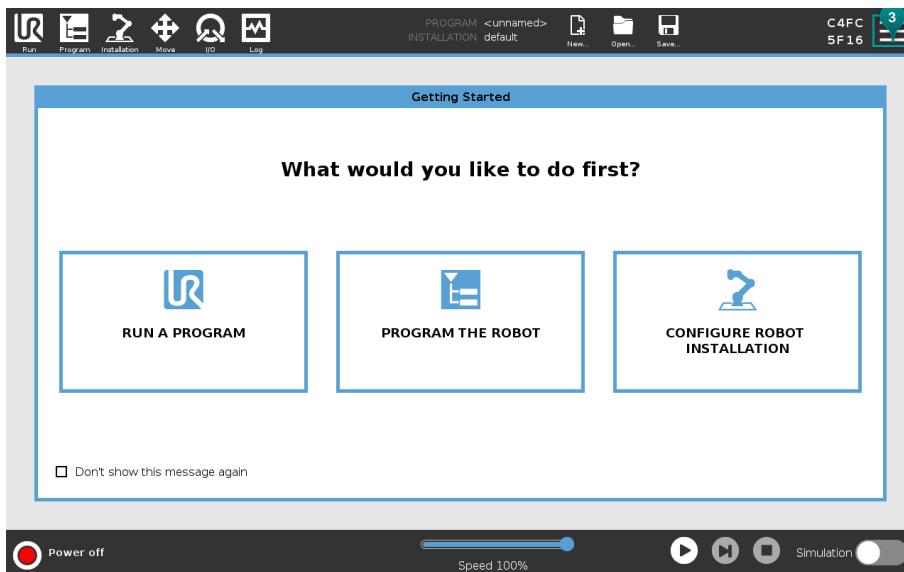 PROGRAM <unnamed>
INSTALLATION default
C4FC
5F16
3
Run
Program
Installation
Move
I/O
Log
New...
Open...
Save...
Getting Started
What would you like to do first?
RUN A PROGRAM
PROGRAM THE ROBOT
CONFIGURE ROBOT
INSTALLATION
Don't show this message again
Power off
Speed 100%
Simulation